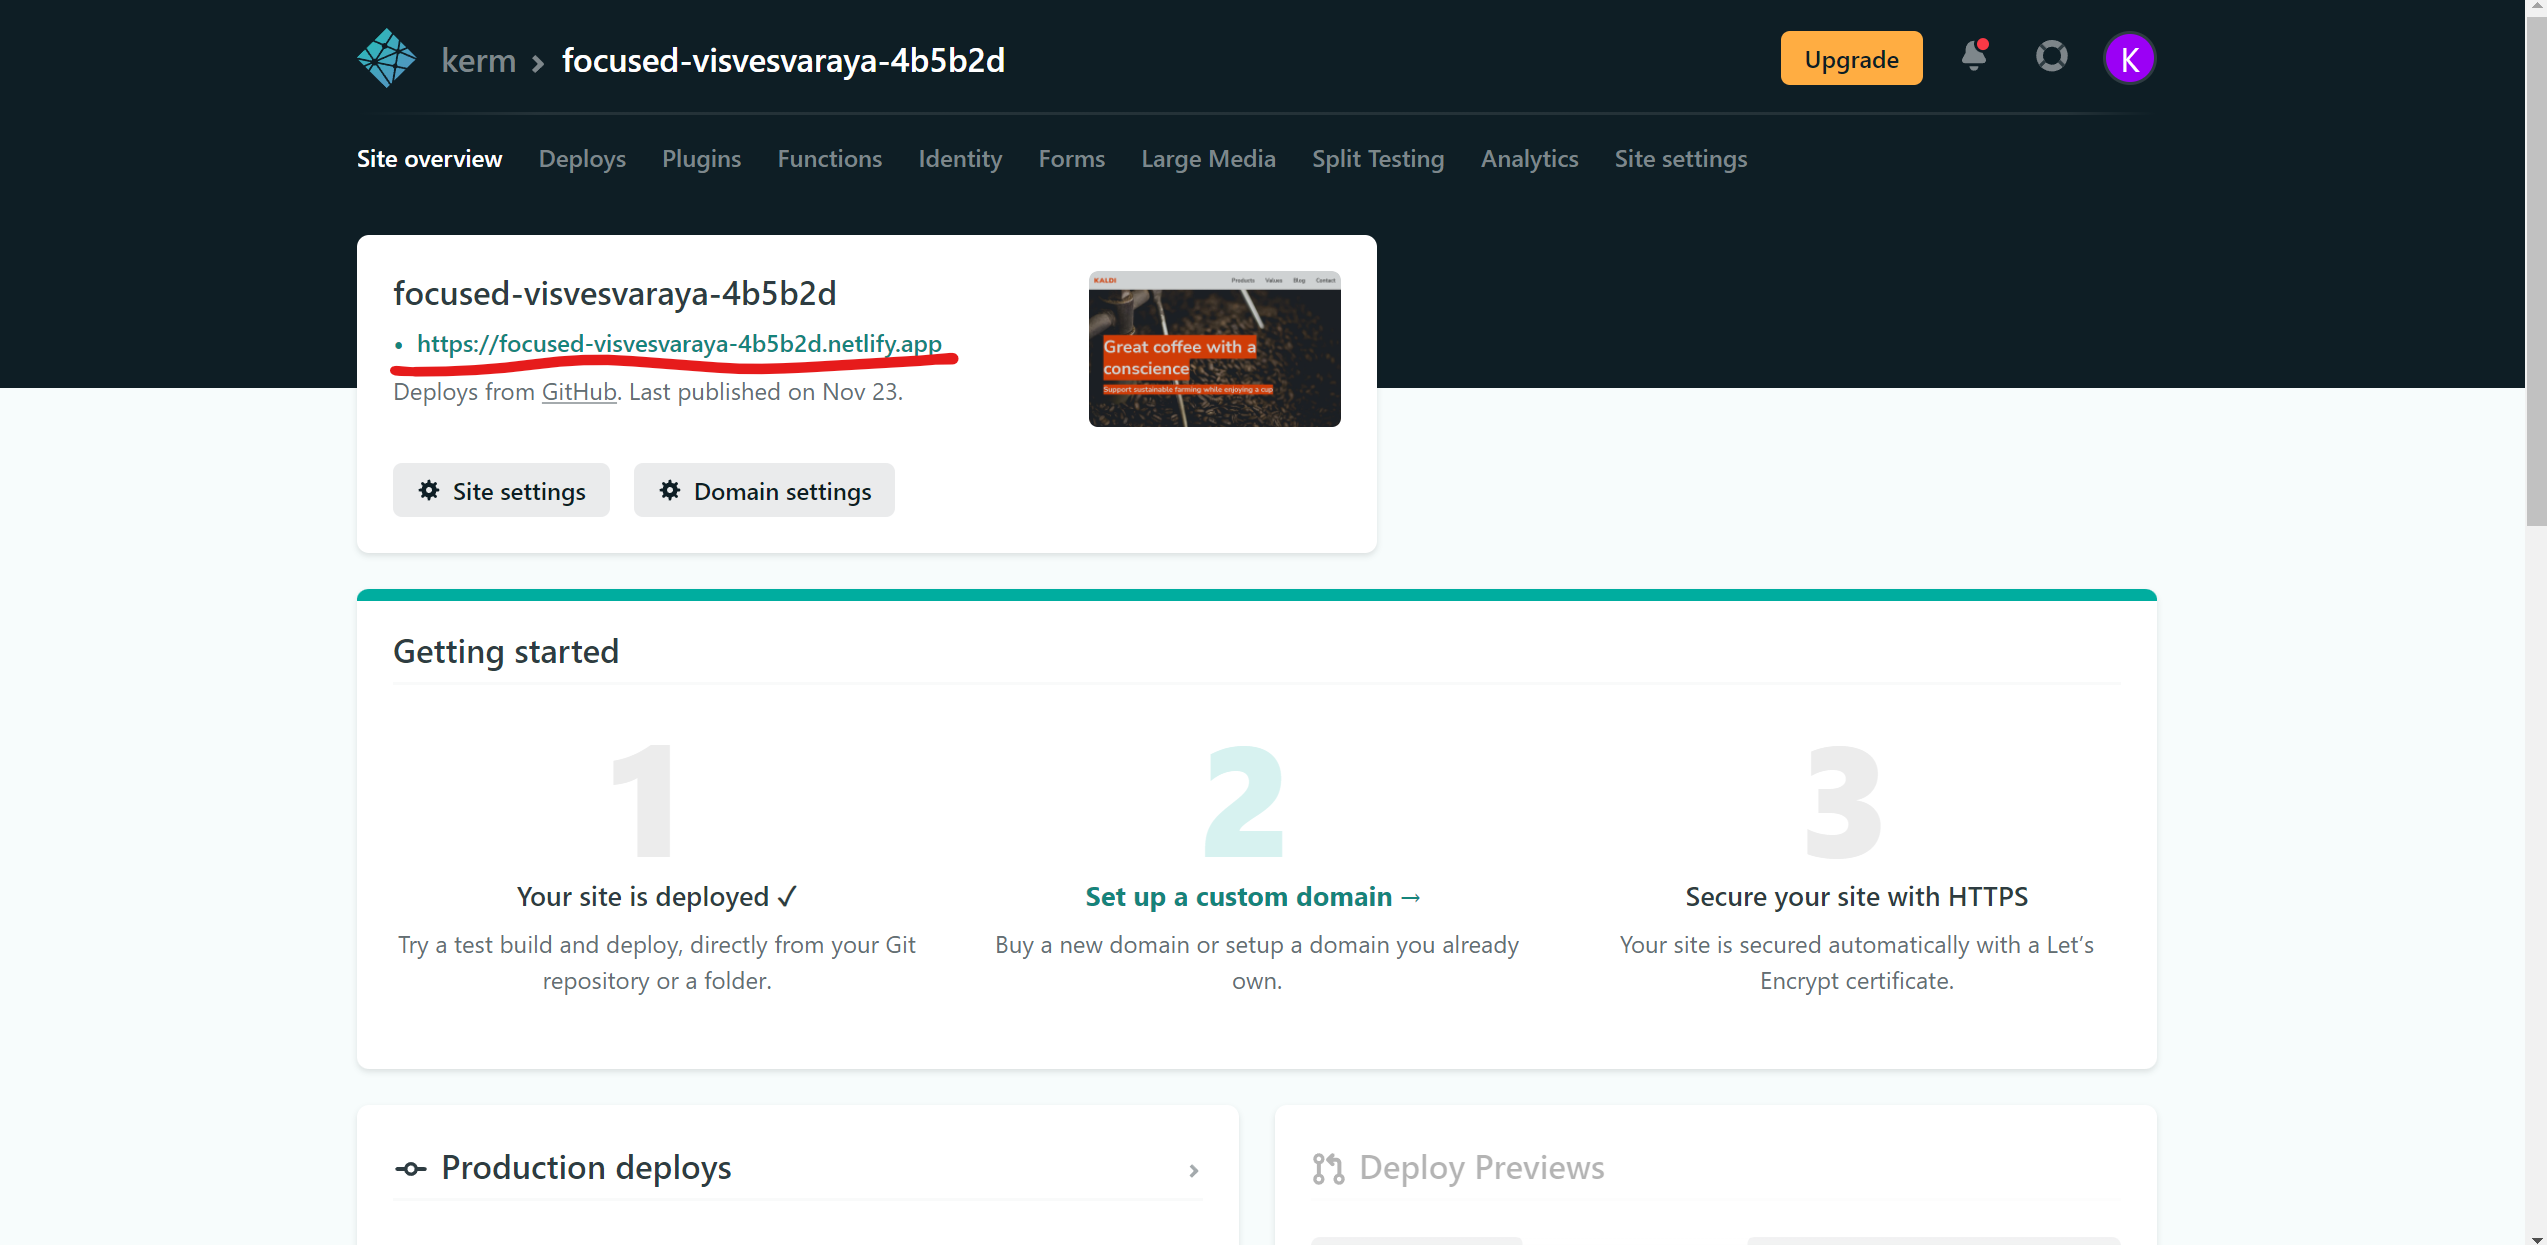 kerm › focused-visvesvaraya-4b5b2d
Upgrade
K
Site overview Deploys Plugins Functions Identity Forms Large Media Split Testing Analytics Site settings
focused-visvesvaraya-4b5b2d
• https://focused-visvesvaraya-4b5b2d.netlify.app
Deploys from GitHub. Last published on Nov 23.
KALDI Products Values Blog Contact
Great coffee with a
conscience
Support sustainable farming while enjoying a cup
Site settings Domain settings
Getting started
1
Your site is deployed ✓
Try a test build and deploy, directly from your Git
repository or a folder.
2
Set up a custom domain →
Buy a new domain or setup a domain you already
own.
3
Secure your site with HTTPS
Your site is secured automatically with a Let’s
Encrypt certificate.
Production deploys ›
Deploy Previews